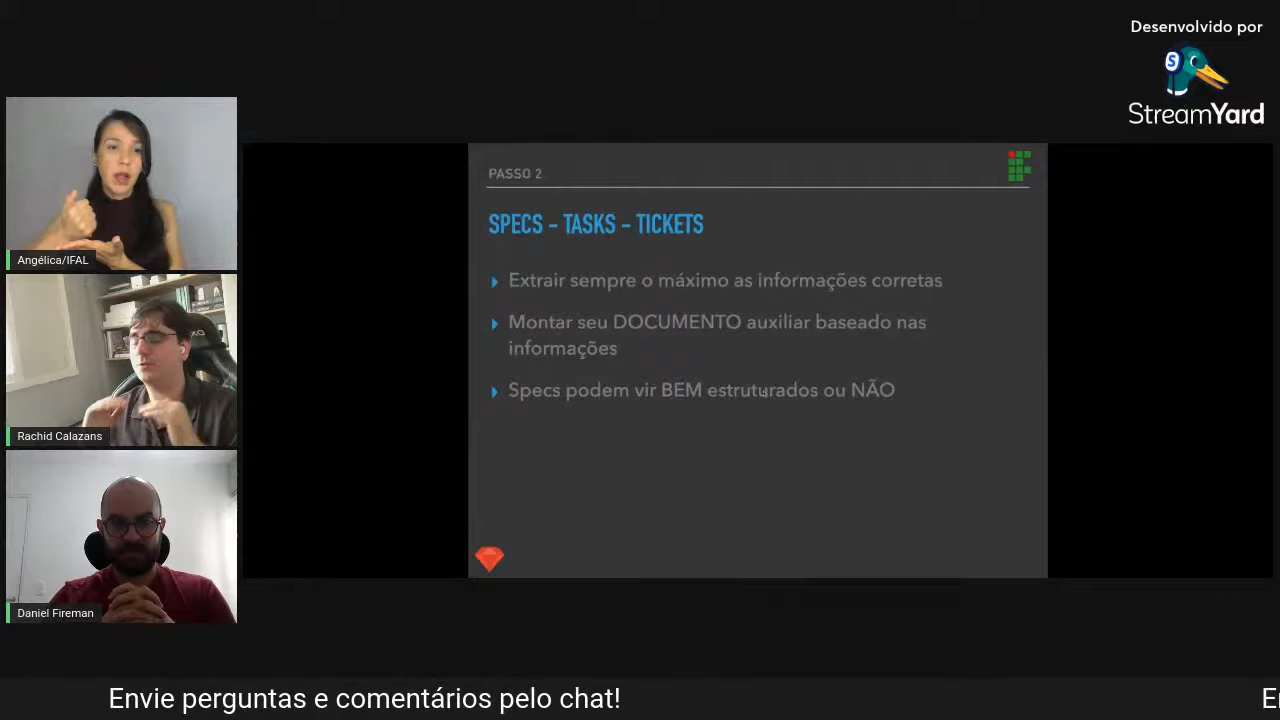 Desenvolvido por
StreamYard
Angélica/IFAL
Rachid Calazans
Daniel Fireman
PASSO 2
SPECS - TASKS - TICKETS
Extrair sempre o máximo as informações corretas
Montar seu DOCUMENTO auxiliar baseado nas
informações
Specs podem vir BEM estruturados ou NÃO
Envie perguntas e comentários pelo chat!